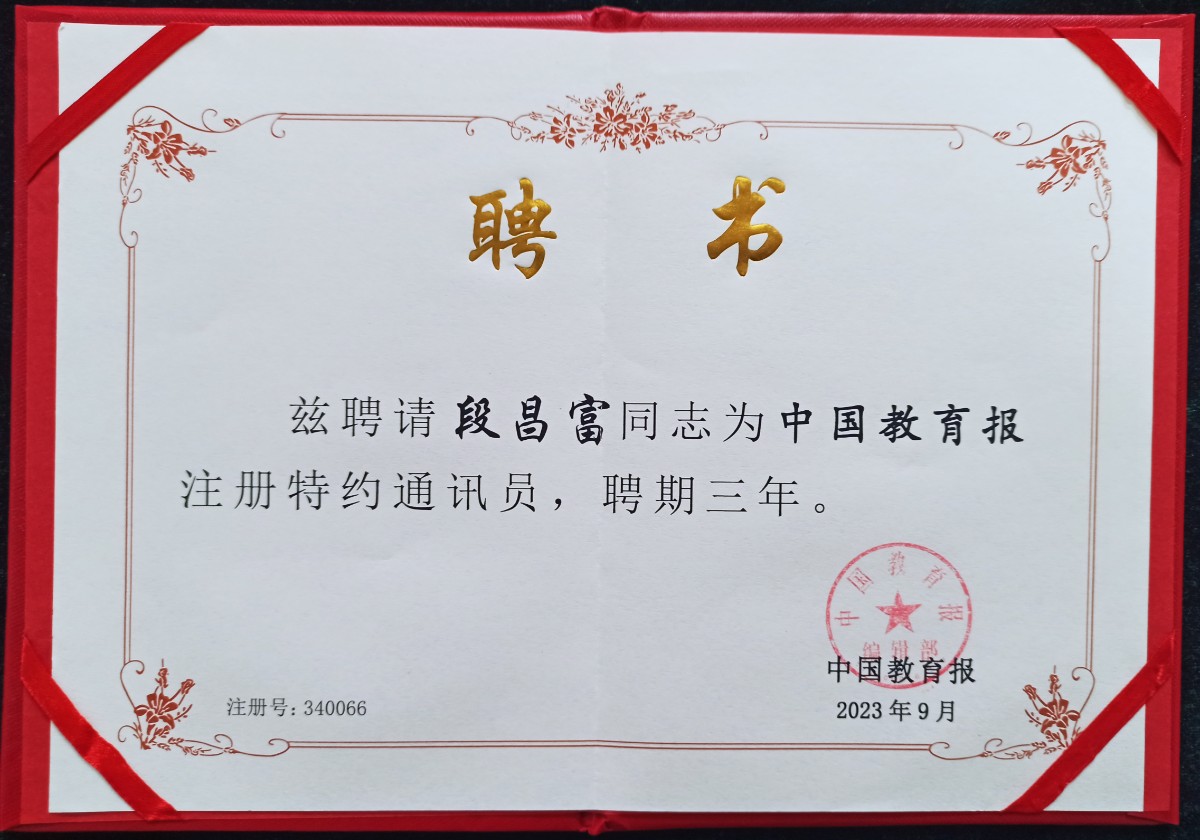 聘书
兹聘请段昌富同志为中国教育报
注册特约通讯员，聘期三年。
中国教育报
编辑部
中国教育报
2023年9月
注册号：340066